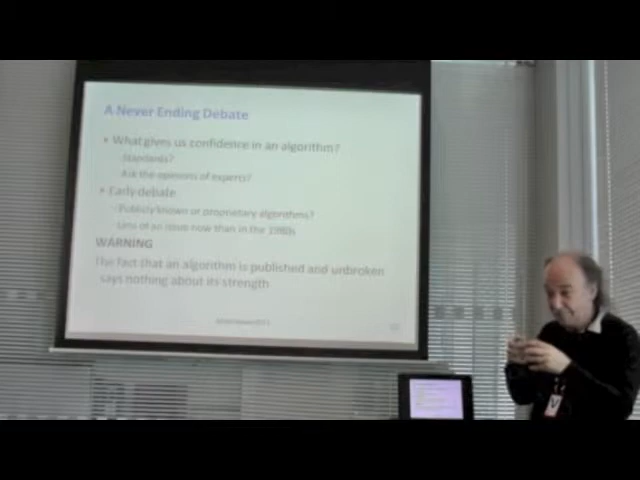 A Never Ending Debate
• What gives us confidence in an algorithm?
Standards?
Ask the opinions of experts?
• Early debate
Publicly known or proprietary algorithms?
Less of an issue now than in the 1980s
WARNING
The fact that an algorithm is published and unbroken
says nothing about its strength